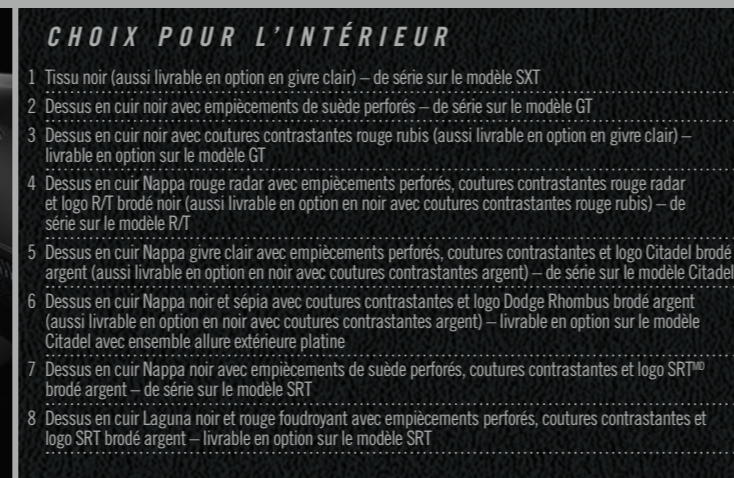 CHOIX POUR L'INTÉRIEUR
1 Tissu noir (aussi livrable en option en givre clair) – de série sur le modèle SXT
2 Dessus en cuir noir avec empiècements de suède perforés – de série sur le modèle GT
3 Dessus en cuir noir avec coutures contrastantes rouge rubis (aussi livrable en option en givre clair) –
livrable en option sur le modèle GT
4 Dessus en cuir Nappa rouge radar avec empiècements perforés, coutures contrastantes rouge radar
et logo R/T brodé noir (aussi livrable en option en noir avec coutures contrastantes rouge rubis) – de
série sur le modèle R/T
5 Dessus en cuir Nappa givre clair avec empiècements perforés, coutures contrastantes et logo Citadel brodé
argent (aussi livrable en option en noir avec coutures contrastantes argent) – de série sur le modèle Citadel
6 Dessus en cuir Nappa noir et sépia avec coutures contrastantes et logo Dodge Rhombus brodé argent
(aussi livrable en option en noir avec coutures contrastantes argent) – livrable en option sur le modèle
Citadel avec ensemble allure extérieure platine
7 Dessus en cuir Nappa noir avec empiècements de suède perforés, coutures contrastantes et logo SRTᴹᴰ
brodé argent – de série sur le modèle SRT
8 Dessus en cuir Laguna noir et rouge foudroyant avec empiècements perforés, coutures contrastantes et
logo SRT brodé argent – livrable en option sur le modèle SRT